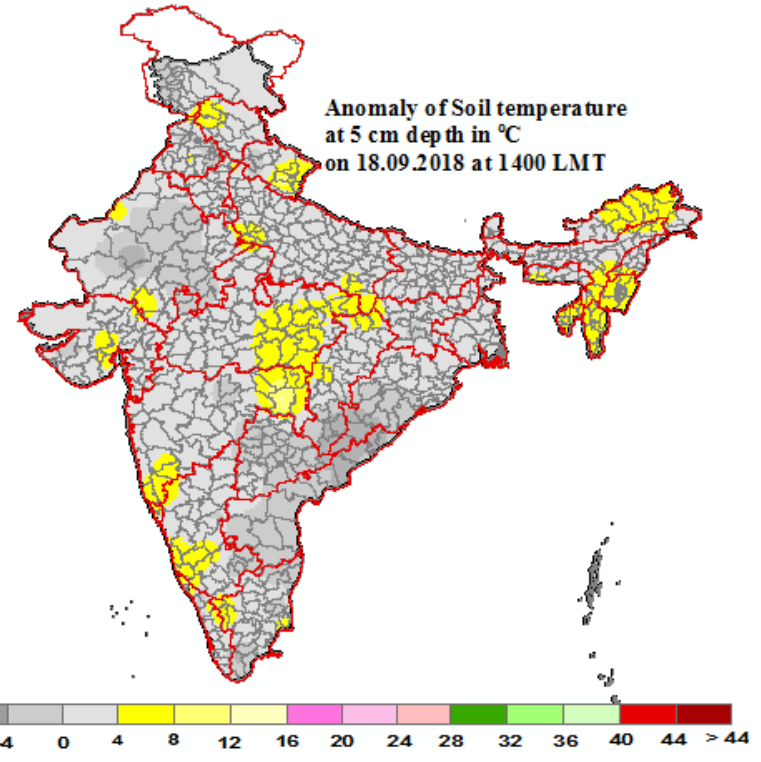 Anomaly of Soil temperature
at 5 cm depth in °C
on 18.09.2018 at 1400 LMT
4 0 4 8 12 16 20 24 28 32 36 40 44 > 44